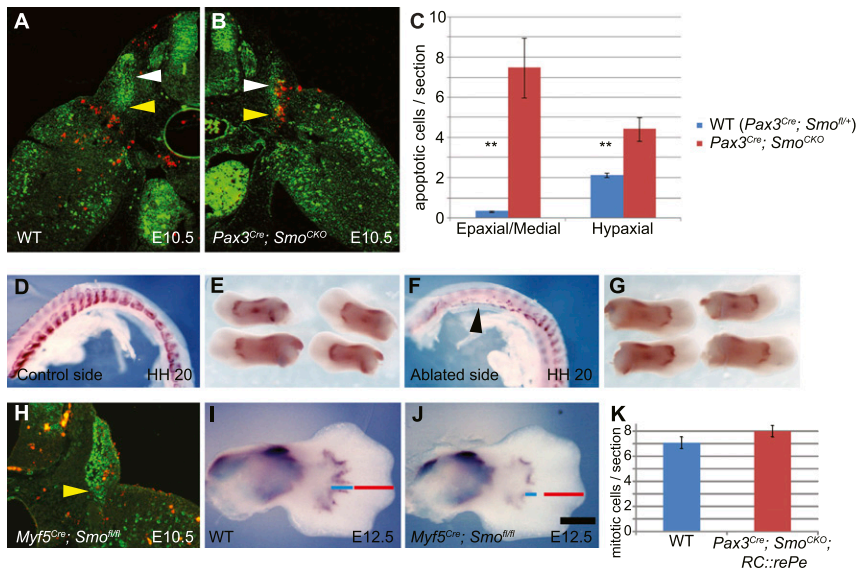 A
WT
E10.5
B
Pax3Cre; SmoCKO
E10.5
C
apoptotic cells / section
10
8
6
4
2
0
**
**
Epaxial/Medial
Hypaxial
WT (Pax3Cre; Smofl/+)
Pax3Cre; SmoCKO
D
Control side
HH 20
E
F
Ablated side
HH 20
G
H
Myf5Cre; Smofl/fl
E10.5
I
WT
E12.5
J
Myf5Cre; Smofl/fl
E12.5
K
mitotic cells / section
8
6
4
2
0
WT
Pax3Cre; SmoCKO;
RC::rePe